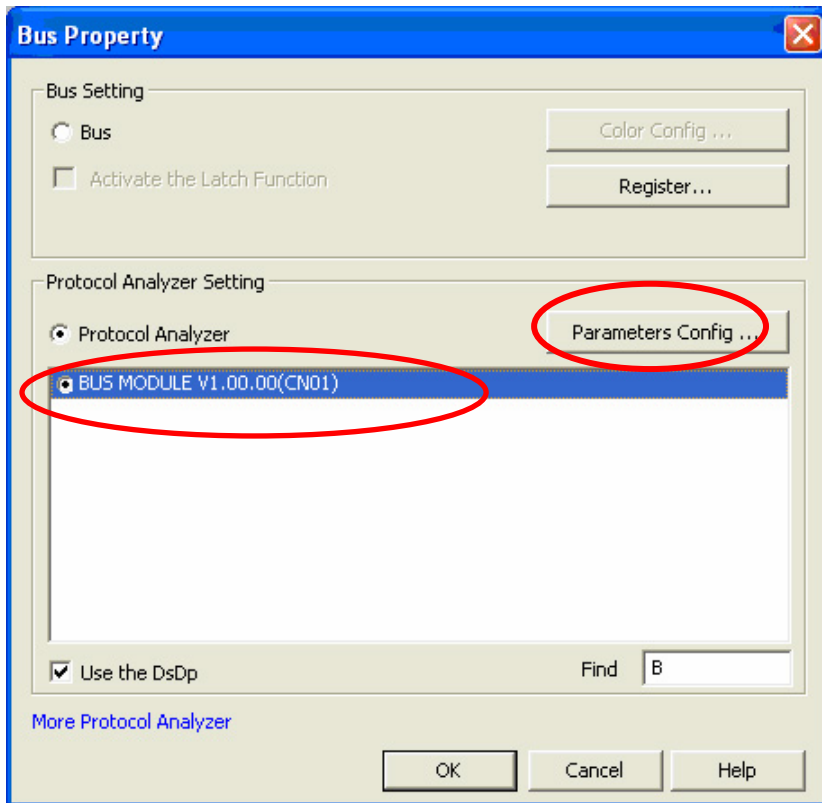 Bus Property
Bus Setting
Bus
Color Config ...
Activate the Latch Function
Register...
Protocol Analyzer Setting
Protocol Analyzer
Parameters Config ...
BUS MODULE V1.00.00(CN01)
Use the DsDp
Find B
More Protocol Analyzer
OK Cancel Help